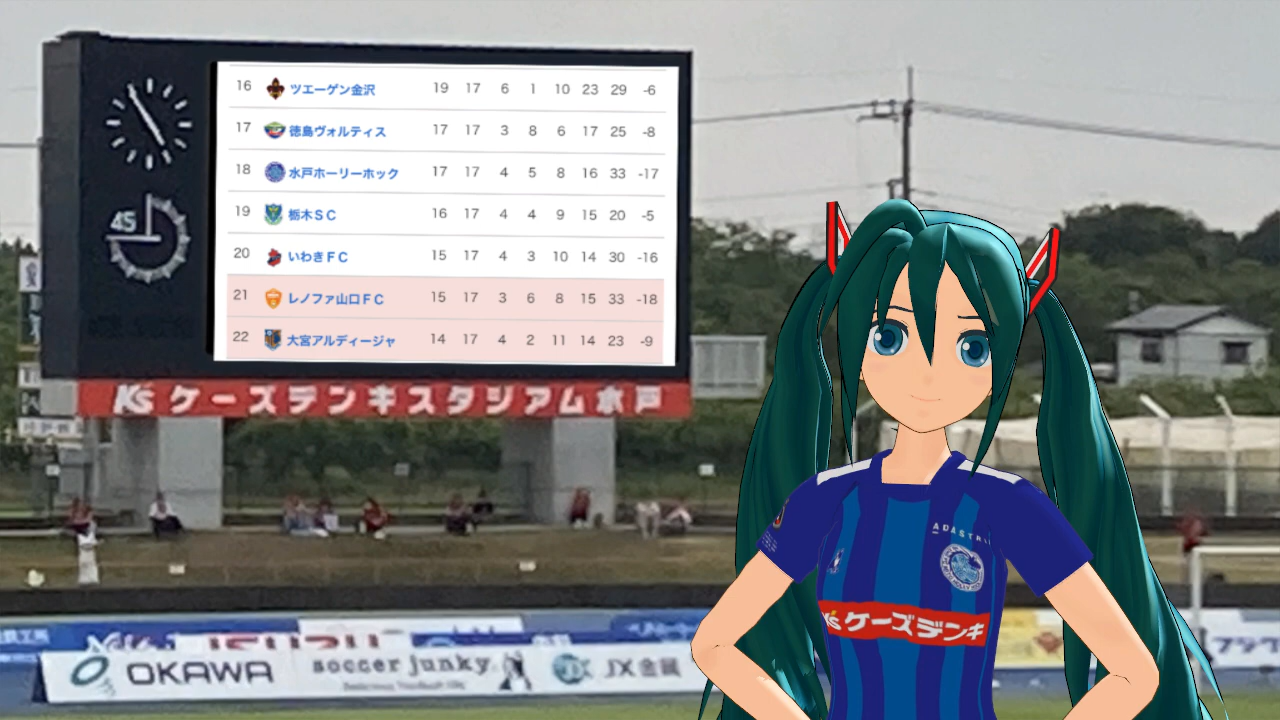 16 ツエーゲン金沢 19 17 6 1 10 23 29 -6
17 徳島ヴォルティス 17 17 3 8 6 17 25 -8
18 水戸ホーリーホック 17 17 4 5 8 16 33 -17
19 栃木ＳＣ 16 17 4 4 9 15 20 -5
20 いわきＦＣ 15 17 4 3 10 14 30 -16
21 レノファ山口ＦＣ 15 17 3 6 8 15 33 -18
22 大宮アルディージャ 14 17 4 2 11 14 23 -9
45
K's ケーズデンキスタジアム水戸
ADASTRIA
K's ケーズデンキ
ISUZU
OKAWA
soccer junky
JX金属